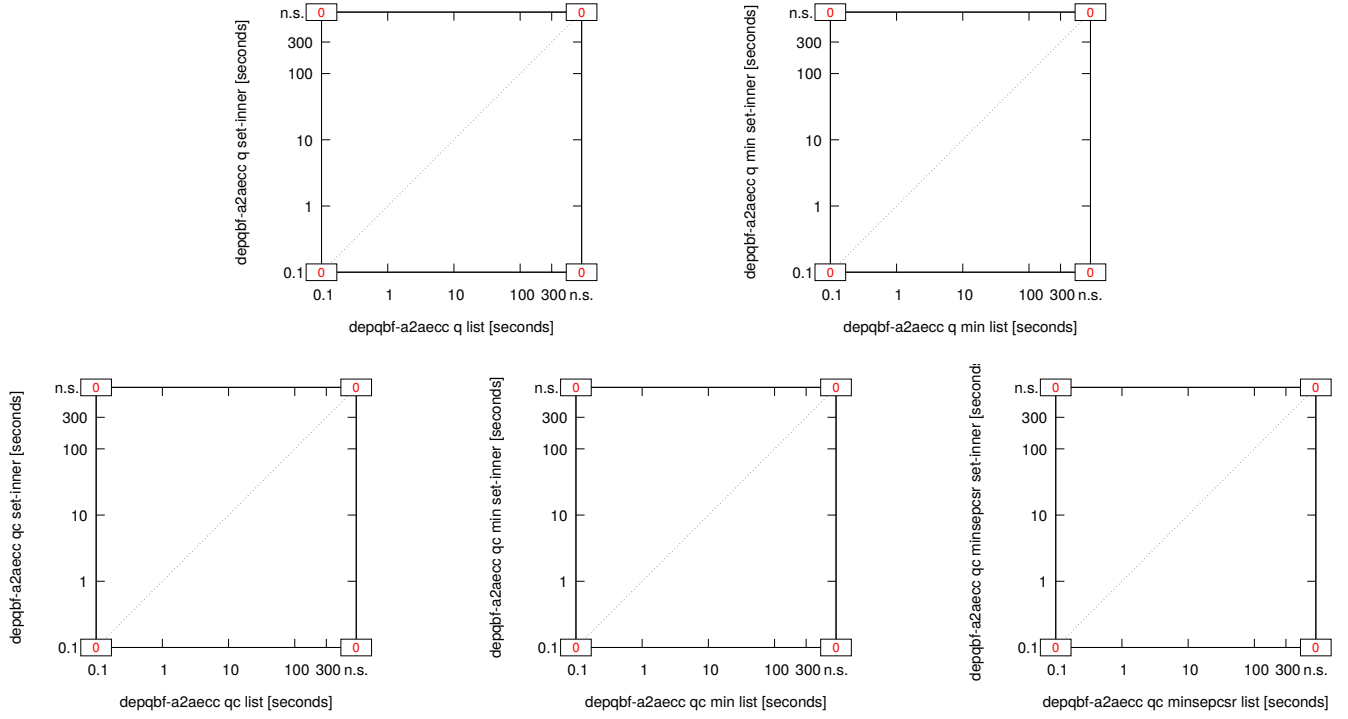 n.s. 0 0
300
100
10
1
0.1 0 0
0.1 1 10 100 300 n.s.
depqbf-a2aecc q set-inner [seconds]
depqbf-a2aecc q list [seconds]
n.s. 0 0
300
100
10
1
0.1 0 0
0.1 1 10 100 300 n.s.
depqbf-a2aecc q min set-inner [seconds]
depqbf-a2aecc q min list [seconds]
n.s. 0 0
300
100
10
1
0.1 0 0
0.1 1 10 100 300 n.s.
depqbf-a2aecc qc set-inner [seconds]
depqbf-a2aecc qc list [seconds]
n.s. 0 0
300
100
10
1
0.1 0 0
0.1 1 10 100 300 n.s.
depqbf-a2aecc qc min set-inner [seconds]
depqbf-a2aecc qc min list [seconds]
n.s. 0 0
300
100
10
1
0.1 0 0
0.1 1 10 100 300 n.s.
depqbf-a2aecc qc minsepcsr set-inner [second
depqbf-a2aecc qc minsepcsr list [seconds]